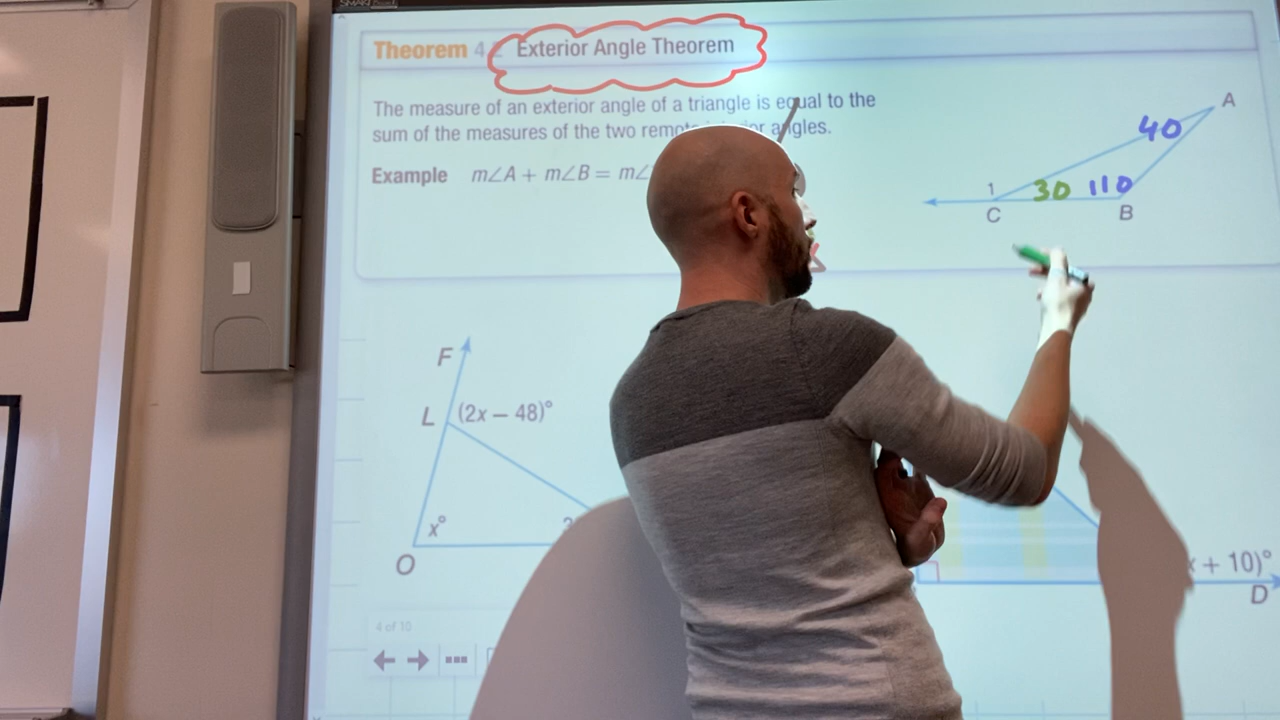 SMART
Theorem 4 Exterior Angle Theorem
The measure of an exterior angle of a triangle is equal to the
sum of the measures of the two angles.
Example m∠A + m∠B = m∠
A
40
1 30 110
C B
F
L (2x – 48)°
x°
O
x + 10)°
D
4 of 10